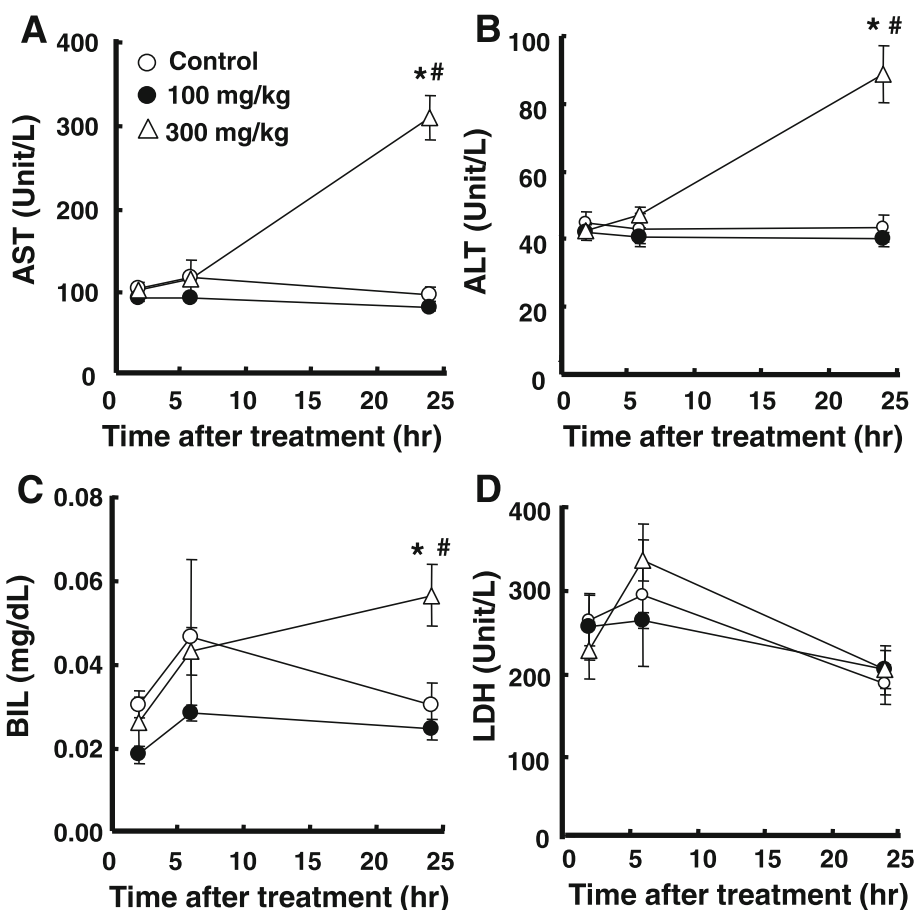 A
400
300
200
100
0
AST (Unit/L)
Control
100 mg/kg
300 mg/kg
*#
0 5 10 15 20 25
Time after treatment (hr)
B
100
80
60
40
20
0
ALT (Unit/L)
* #
0 5 10 15 20 25
Time after treatment (hr)
C
0.08
0.06
0.04
0.02
0.00
BIL (mg/dL)
* #
0 5 10 15 20 25
Time after treatment (hr)
D
400
300
200
100
0
LDH (Unit/L)
0 5 10 15 20 25
Time after treatment (hr)